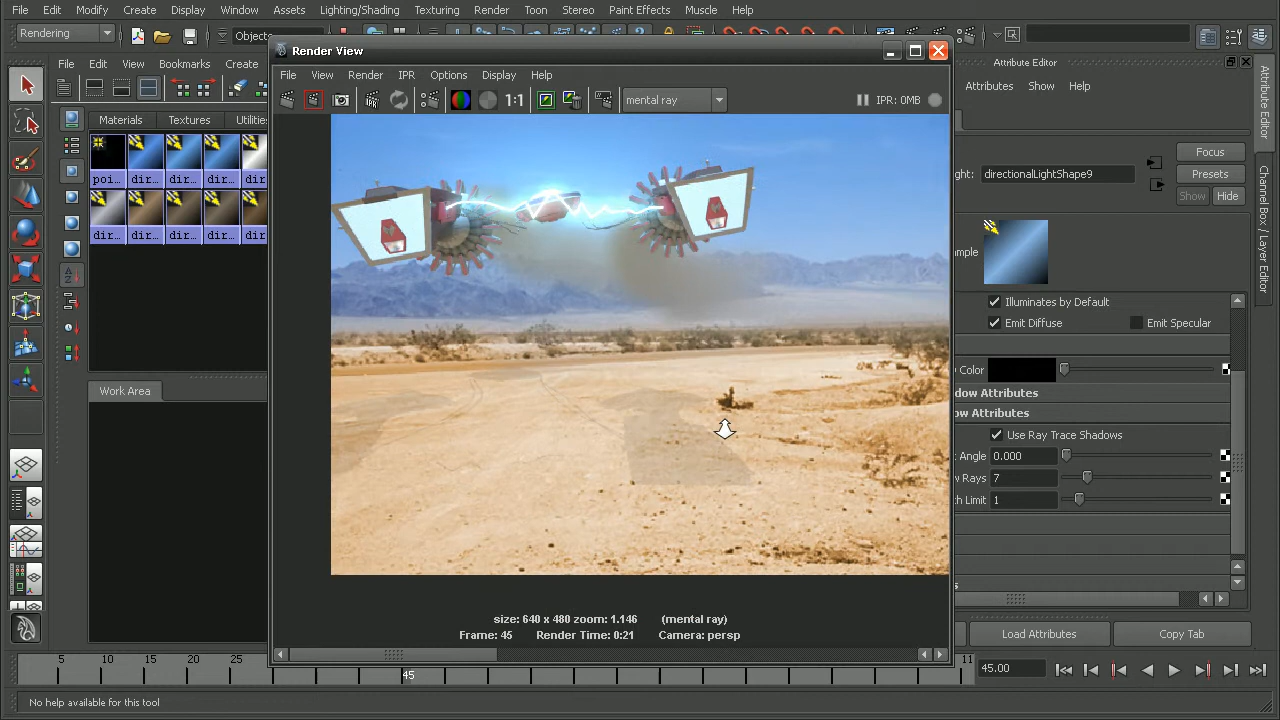 File Edit Modify Create Display Window Assets Lighting/Shading Texturing Render Toon Stereo Paint Effects Muscle Help
Rendering
Objects
Render View
File Edit View Bookmarks Create
File View Render IPR Options Display Help
1:1
mental ray
IPR: 0MB
Materials Textures Utilities
poi... dir... dir... dir... dir...
dir... dir... dir... dir... dir...
Work Area
size: 640 x 480 zoom: 1.146 (mental ray)
Frame: 45 Render Time: 0:21 Camera: persp
Attribute Editor
Attributes Show Help
Focus
ght: directionalLightShape9
Presets
Show Hide
ample
Illuminates by Default
Emit Diffuse Emit Specular
Color
dow Attributes
ow Attributes
Use Ray Trace Shadows
t Angle 0.000
w Rays 7
th Limit 1
s
Load Attributes Copy Tab
Attribute Editor
Channel Box / Layer Editor
5 10 15 20 25 45 11
45.00
No help available for this tool